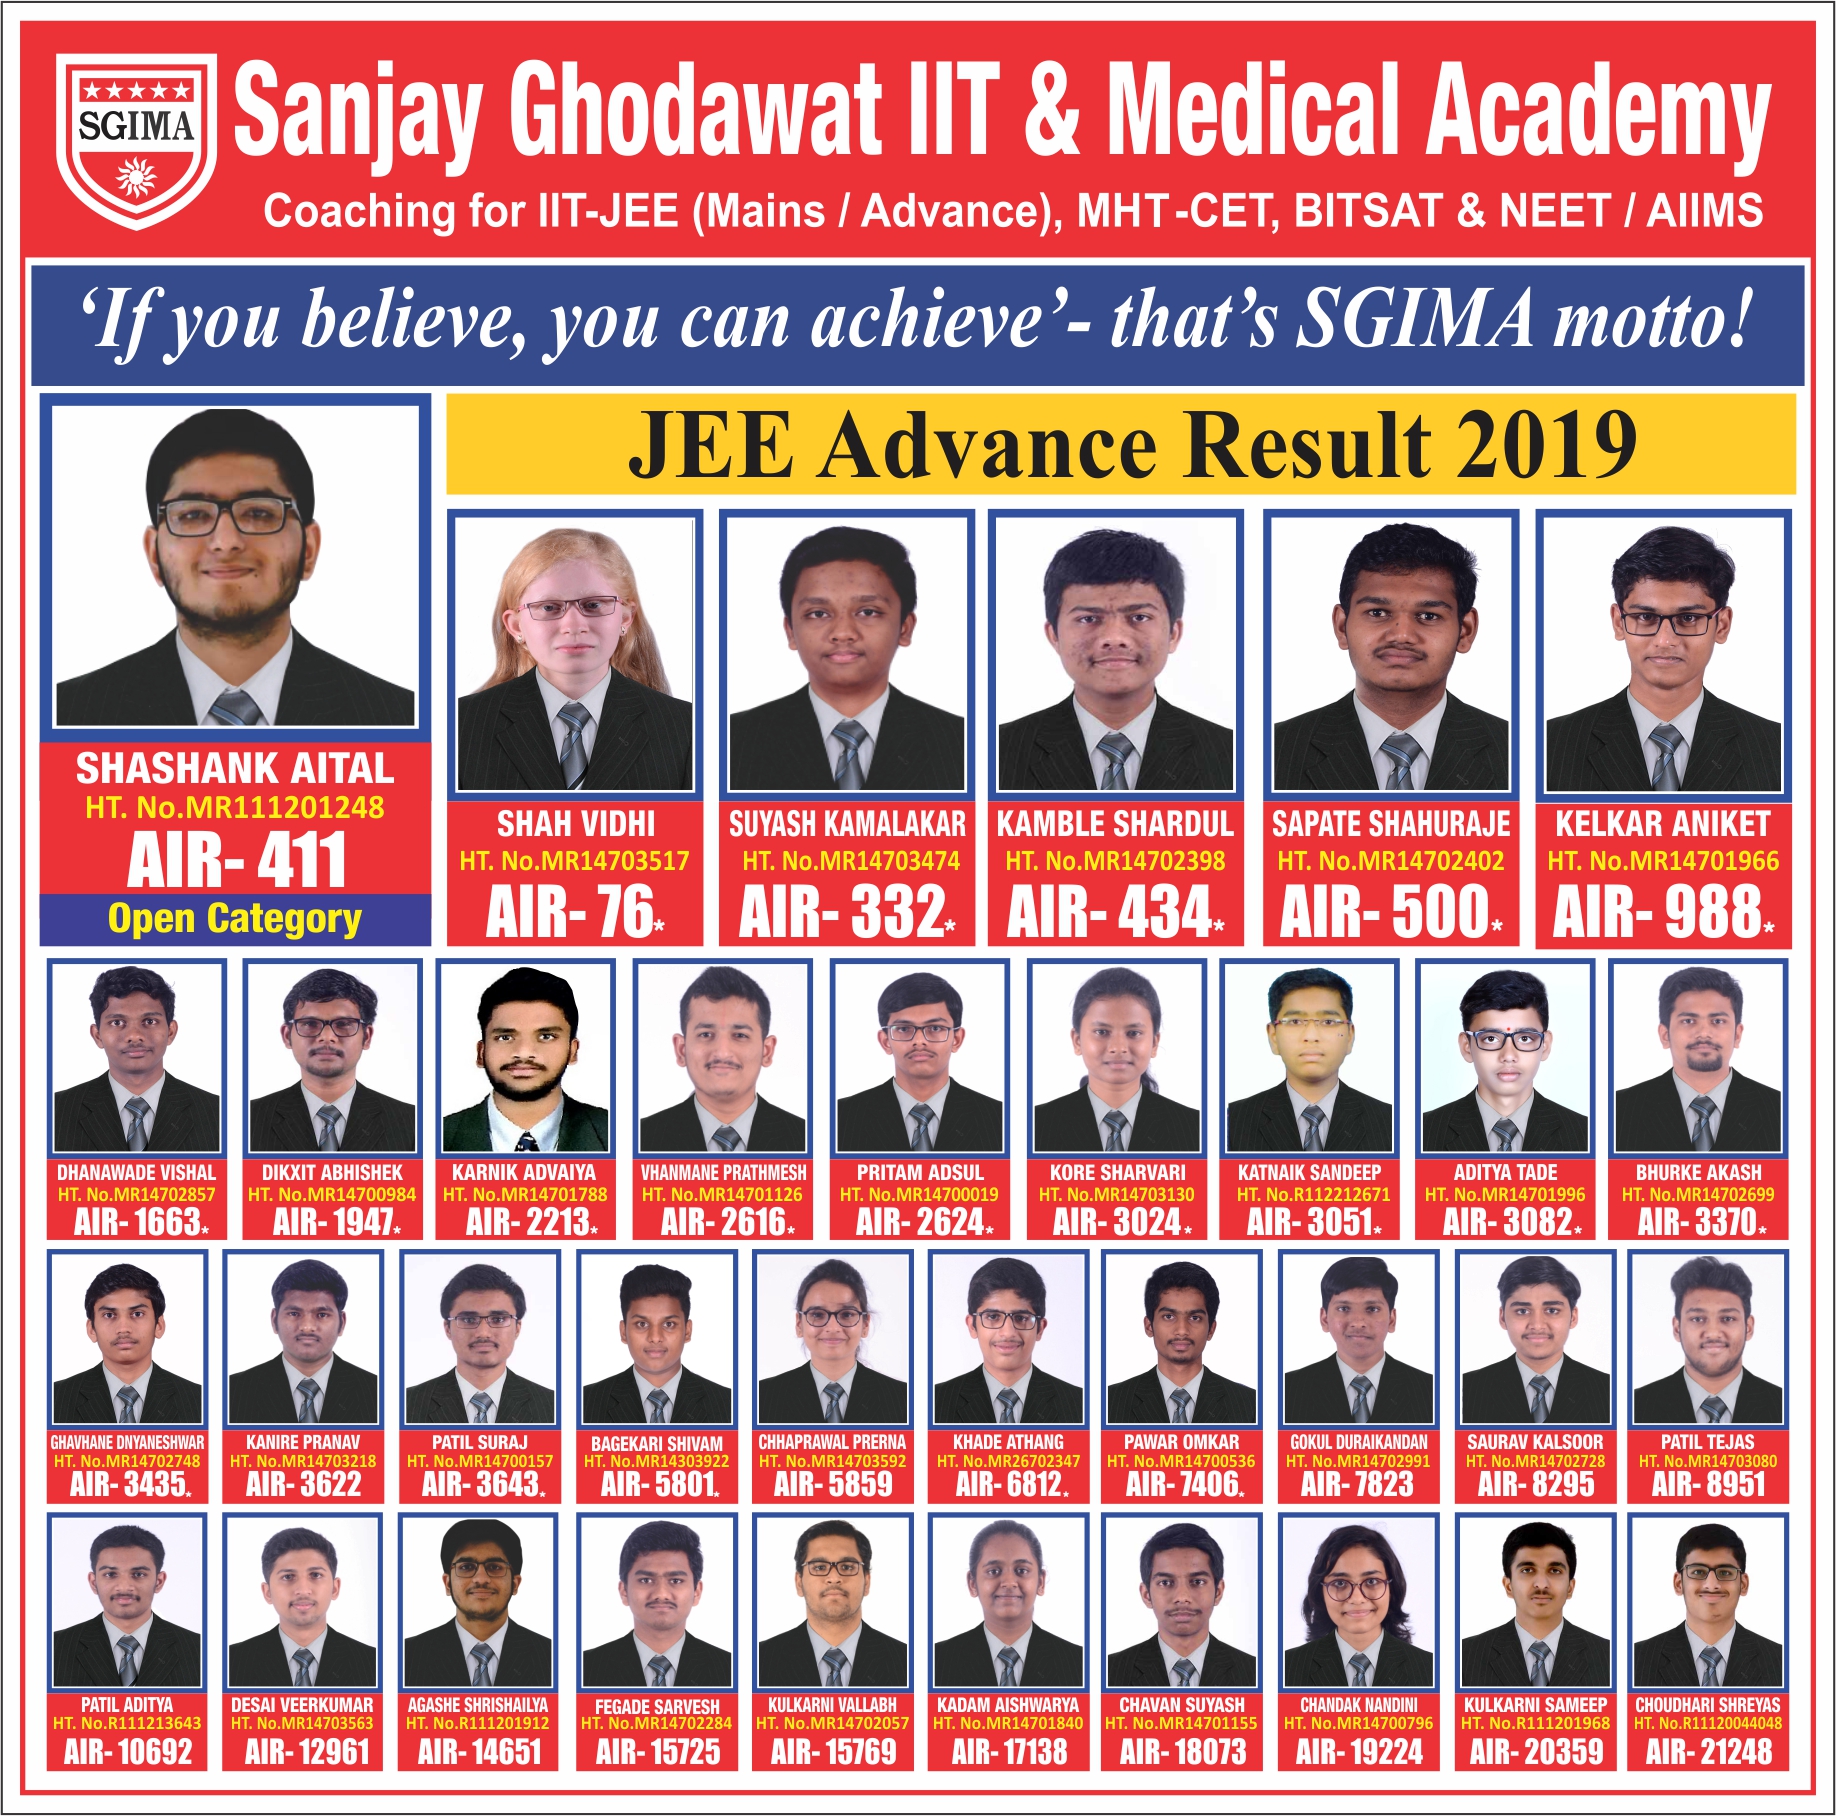 SGIMA
Sanjay Ghodawat IIT & Medical Academy
Coaching for IIT-JEE (Mains / Advance), MHT-CET, BITSAT & NEET / AIIMS
‘If you believe, you can achieve’- that’s SGIMA motto!
JEE Advance Result 2019
SHASHANK AITAL
HT. No.MR111201248
AIR- 411
Open Category
SHAH VIDHI
HT. No.MR14703517
AIR- 76*
SUYASH KAMALAKAR
HT. No.MR14703474
AIR- 332*
KAMBLE SHARDUL
HT. No.MR14702398
AIR- 434*
SAPATE SHAHURAJE
HT. No.MR14702402
AIR- 500*
KELKAR ANIKET
HT. No.MR14701966
AIR- 988*
DHANAWADE VISHAL
HT. No.MR14702857
AIR- 1663*
DIKXIT ABHISHEK
HT. No.MR14700984
AIR- 1947*
KARNIK ADVAIYA
HT. No.MR14701788
AIR- 2213*
VHANMANE PRATHMESH
HT. No.MR14701126
AIR- 2616*
PRITAM ADSUL
HT. No.MR14700019
AIR- 2624*
KORE SHARVARI
HT. No.MR14703130
AIR- 3024*
KATNAIK SANDEEP
HT. No.R112212671
AIR- 3051*
ADITYA TADE
HT. No.MR14701996
AIR- 3082*
BHURKE AKASH
HT. No.MR14702699
AIR- 3370*
GHAVHANE DNYANESHWAR
HT. No.MR14702748
AIR- 3435*
KANIRE PRANAV
HT. No.MR14703218
AIR- 3622
PATIL SURAJ
HT. No.MR14700157
AIR- 3643*
BAGEKARI SHIVAM
HT. No.MR14303922
AIR- 5801*
CHHAPRAWAL PRERNA
HT. No.MR14703592
AIR- 5859
KHADE ATHANG
HT. No.MR26702347
AIR- 6812*
PAWAR OMKAR
HT. No.MR14700536
AIR- 7406*
GOKUL DURAIKANDAN
HT. No.MR14702991
AIR- 7823
SAURAV KALSOOR
HT. No.MR14702728
AIR- 8295
PATIL TEJAS
HT. No.MR14703080
AIR- 8951
PATIL ADITYA
HT. No.R111213643
AIR- 10692
DESAI VEERKUMAR
HT. No.MR14703563
AIR- 12961
AGASHE SHRISHAILYA
HT. No.R111201912
AIR- 14651
FEGADE SARVESH
HT. No.MR14702284
AIR- 15725
KULKARNI VALLABH
HT. No.MR14702057
AIR- 15769
KADAM AISHWARYA
HT. No.MR14701840
AIR- 17138
CHAVAN SUYASH
HT. No.MR14701155
AIR- 18073
CHANDAK NANDINI
HT. No.MR14700796
AIR- 19224
KULKARNI SAMEEP
HT. No.R111201968
AIR- 20359
CHOUDHARI SHREYAS
HT. No.R11120044048
AIR- 21248